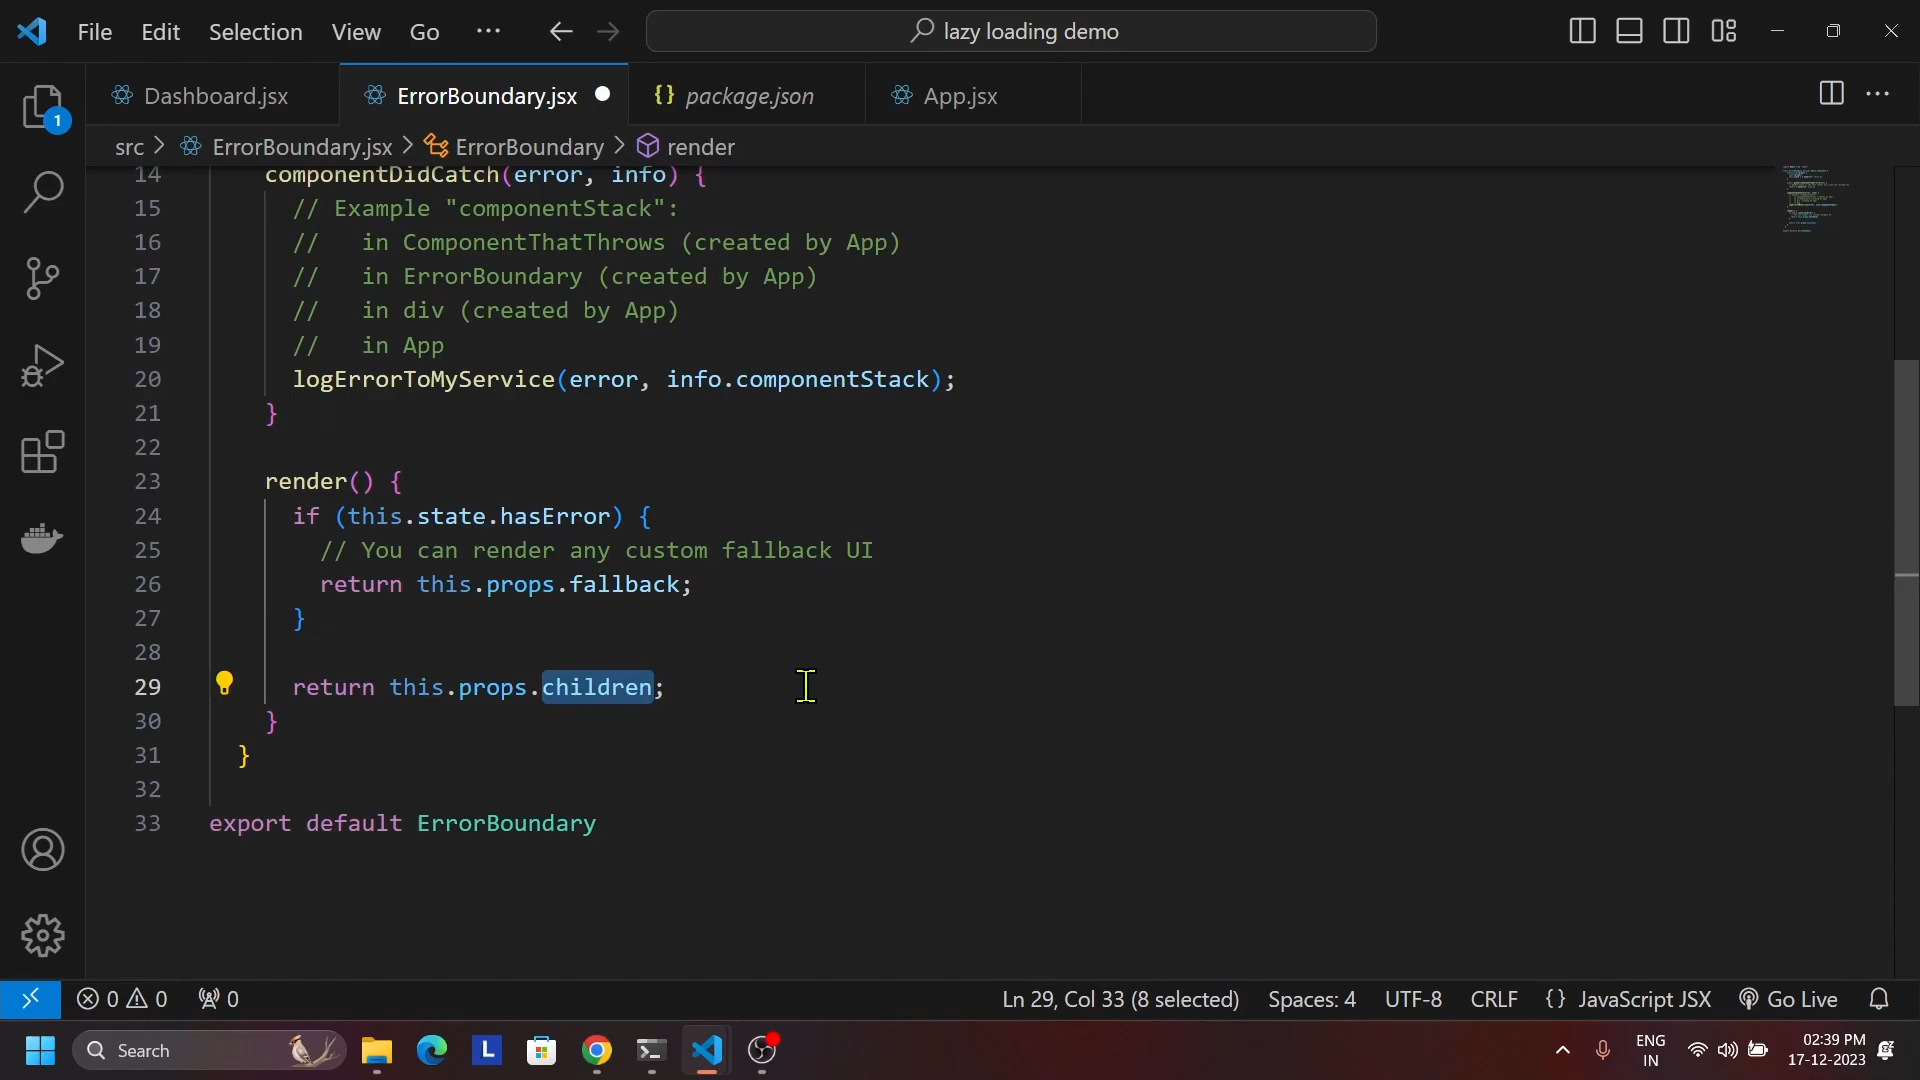 File Edit Selection View Go ··· lazy loading demo
Dashboard.jsx ErrorBoundary.jsx {} package.json App.jsx
1
src > ErrorBoundary.jsx > ErrorBoundary > render
14 componentDidCatch(error, info) {
15 // Example "componentStack":
16 // in ComponentThatThrows (created by App)
17 // in ErrorBoundary (created by App)
18 // in div (created by App)
19 // in App
20 logErrorToMyService(error, info.componentStack);
21 }
22
23 render() {
24 if (this.state.hasError) {
25 // You can render any custom fallback UI
26 return this.props.fallback;
27 }
28
29 return this.props.children;
30 }
31 }
32
33 export default ErrorBoundary
0 0 0 Ln 29, Col 33 (8 selected) Spaces: 4 UTF-8 CRLF {} JavaScript JSX Go Live
Search L ENG IN 02:39 PM 17-12-2023